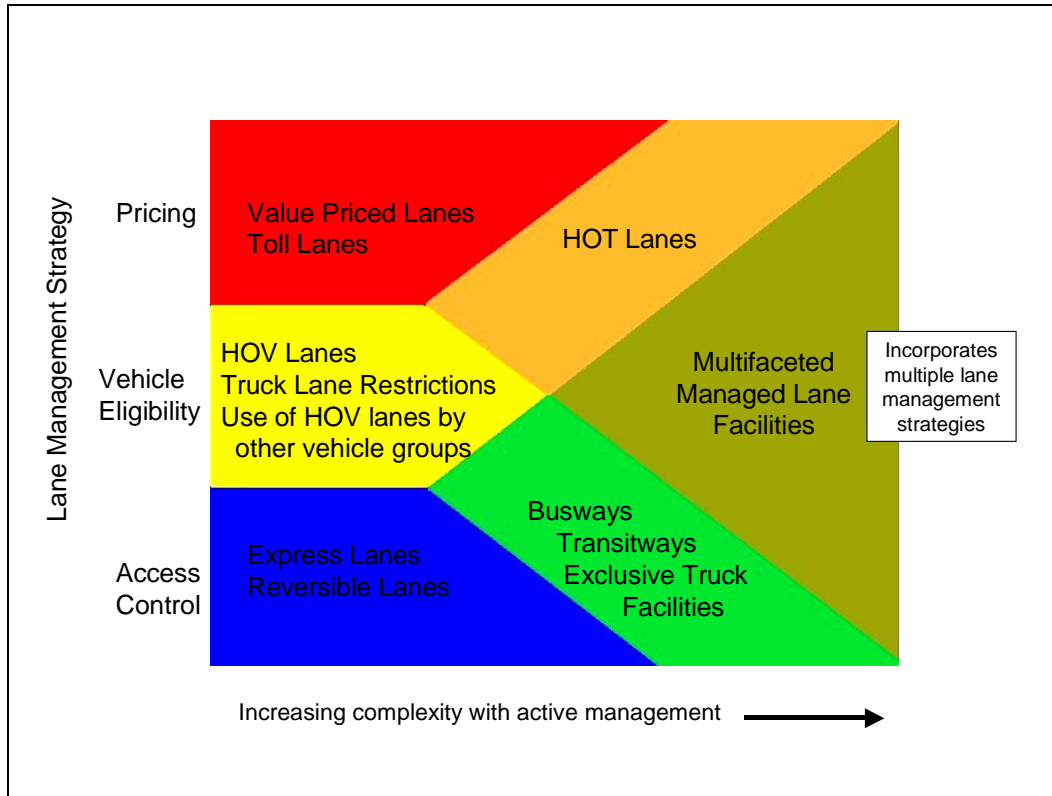 Lane Management Strategy
Pricing
Value Priced Lanes
Toll Lanes
HOT Lanes
Vehicle
Eligibility
HOV Lanes
Truck Lane Restrictions
Use of HOV lanes by
other vehicle groups
Multifaceted
Managed Lane
Facilities
Incorporates
multiple lane
management
strategies
Access
Control
Express Lanes
Reversible Lanes
Busways
Transitways
Exclusive Truck
Facilities
Increasing complexity with active management